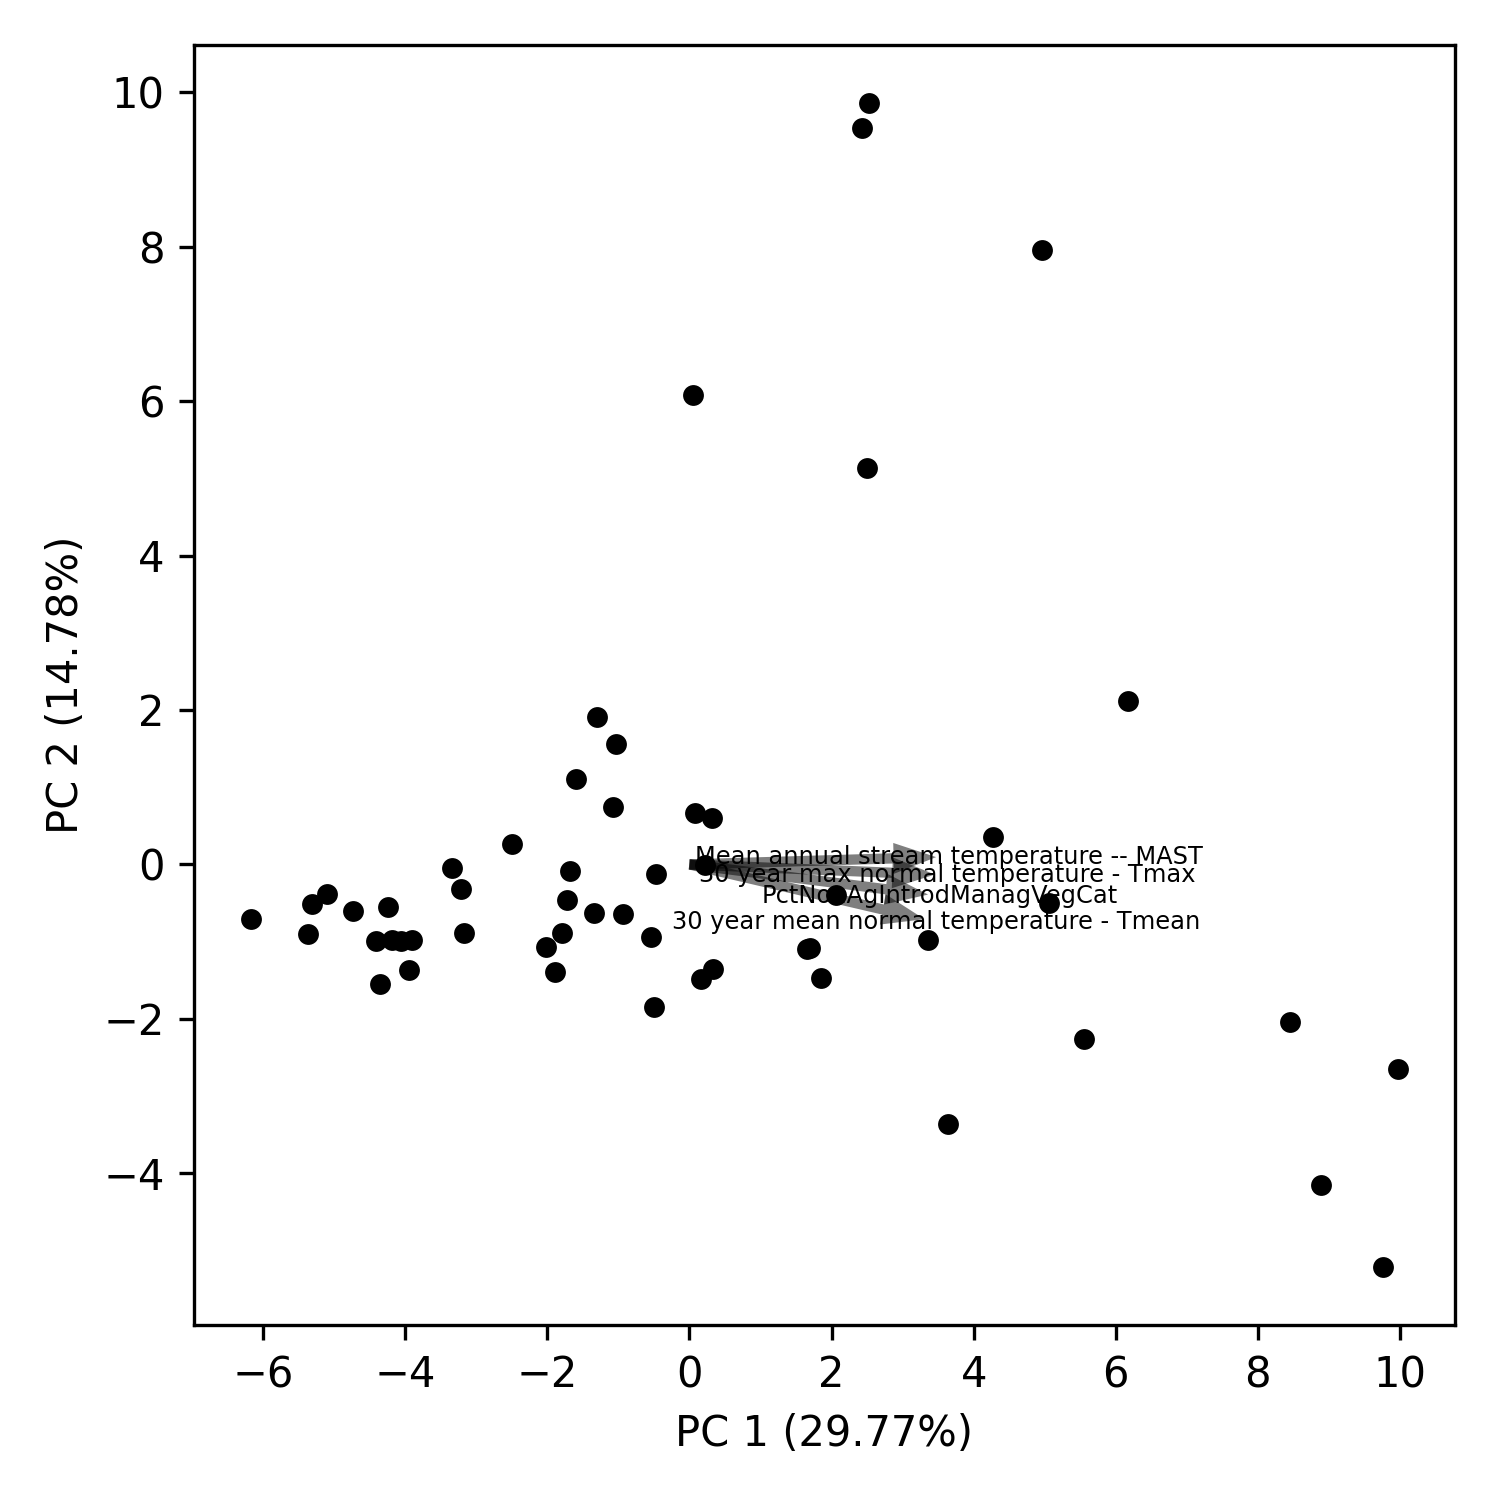 10
8
6
4
2
0
−2
−4
PC 2 (14.78%)
Mean annual stream temperature -- MAST
30 year max normal temperature - Tmax
PctNonAgIntrodManagVegCat
30 year mean normal temperature - Tmean
−6 −4 −2 0 2 4 6 8 10
PC 1 (29.77%)